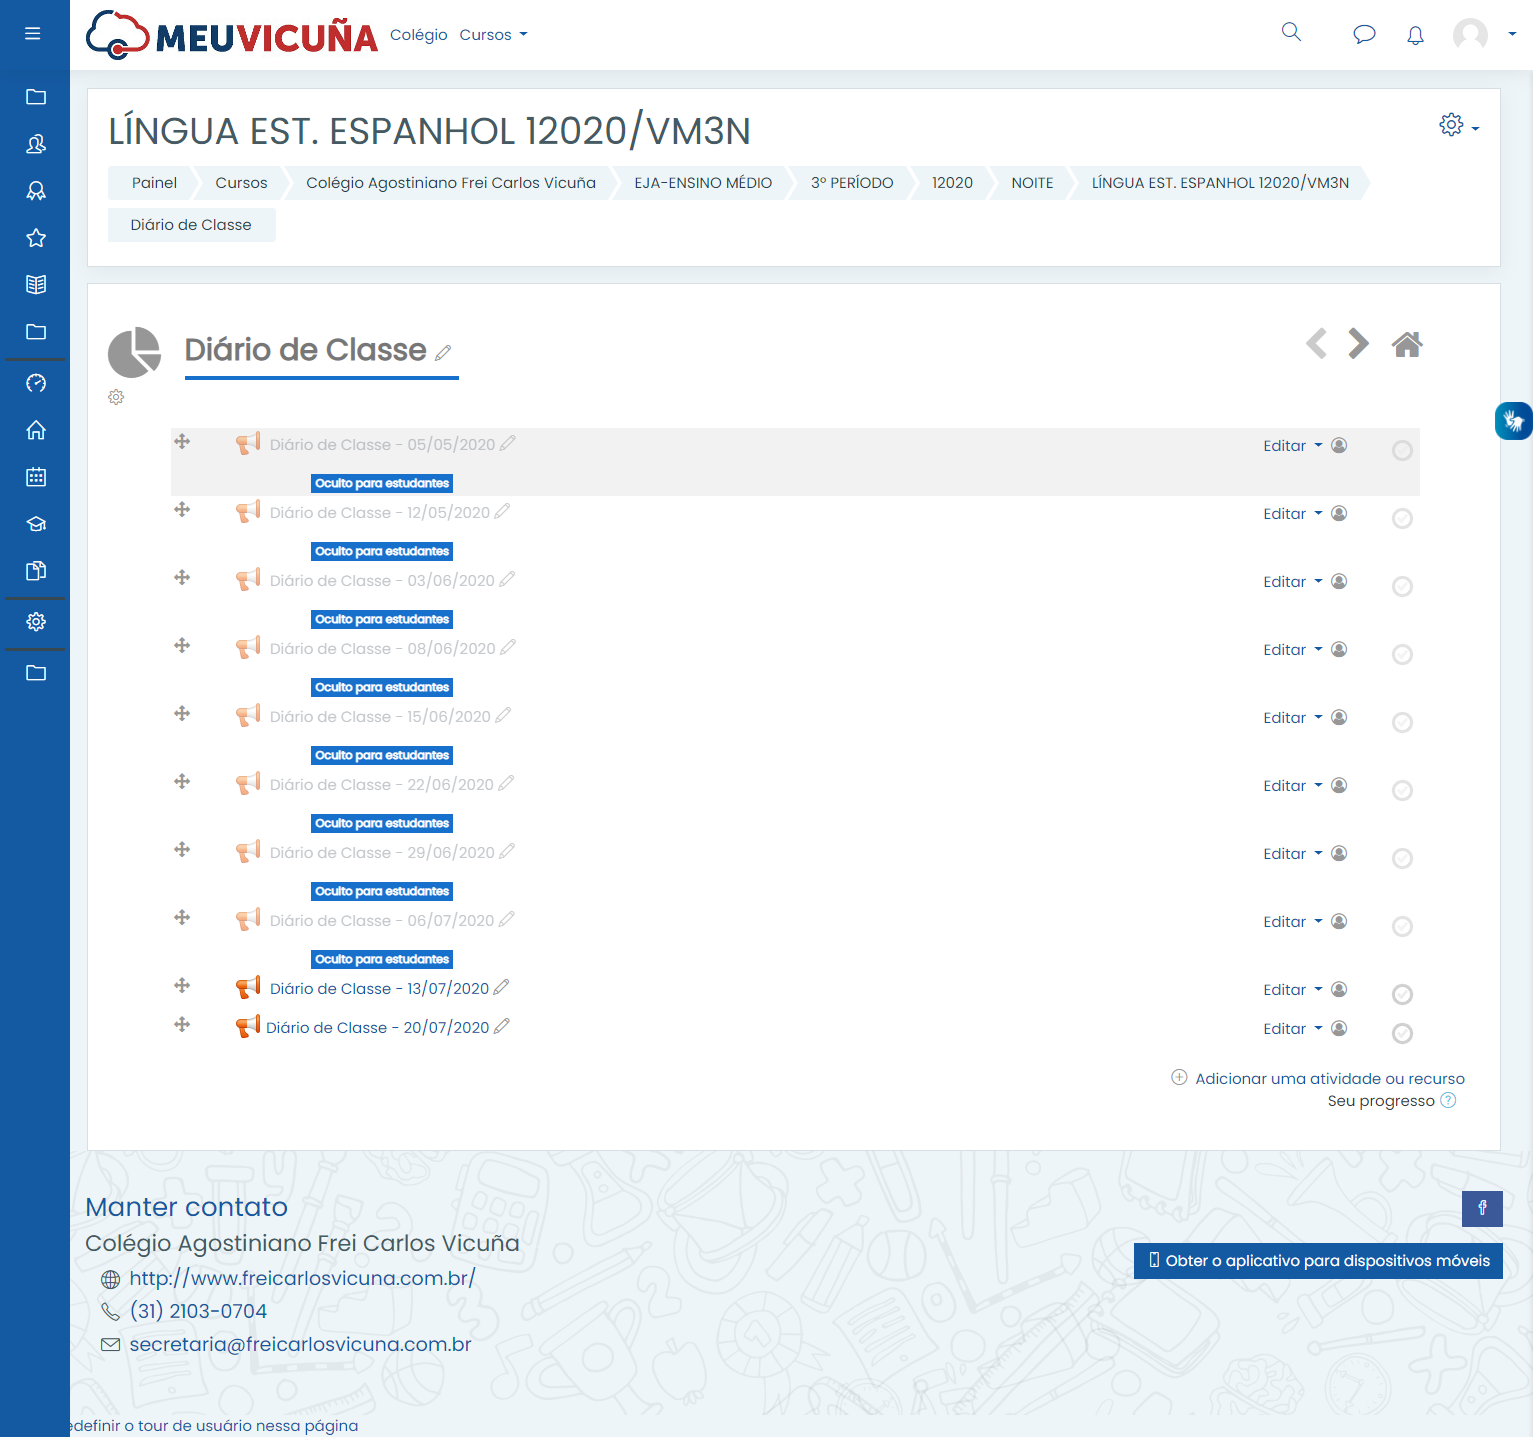 MEUVICUÑA Colégio Cursos
LÍNGUA EST. ESPANHOL 12020/VM3N
Painel Cursos Colégio Agostiniano Frei Carlos Vicuña EJA-ENSINO MÉDIO 3º PERÍODO 12020 NOITE LÍNGUA EST. ESPANHOL 12020/VM3N
Diário de Classe
Diário de Classe
Diário de Classe - 05/05/2020 Editar
Oculto para estudantes
Diário de Classe - 12/05/2020 Editar
Oculto para estudantes
Diário de Classe - 03/06/2020 Editar
Oculto para estudantes
Diário de Classe - 08/06/2020 Editar
Oculto para estudantes
Diário de Classe - 15/06/2020 Editar
Oculto para estudantes
Diário de Classe - 22/06/2020 Editar
Oculto para estudantes
Diário de Classe - 29/06/2020 Editar
Oculto para estudantes
Diário de Classe - 06/07/2020 Editar
Oculto para estudantes
Diário de Classe - 13/07/2020 Editar
Diário de Classe - 20/07/2020 Editar
Adicionar uma atividade ou recurso
Seu progresso
Manter contato
Colégio Agostiniano Frei Carlos Vicuña
http://www.freicarlosvicuna.com.br/
Obter o aplicativo para dispositivos móveis
(31) 2103-0704
secretaria@freicarlosvicuna.com.br
edefinir o tour de usuário nessa página